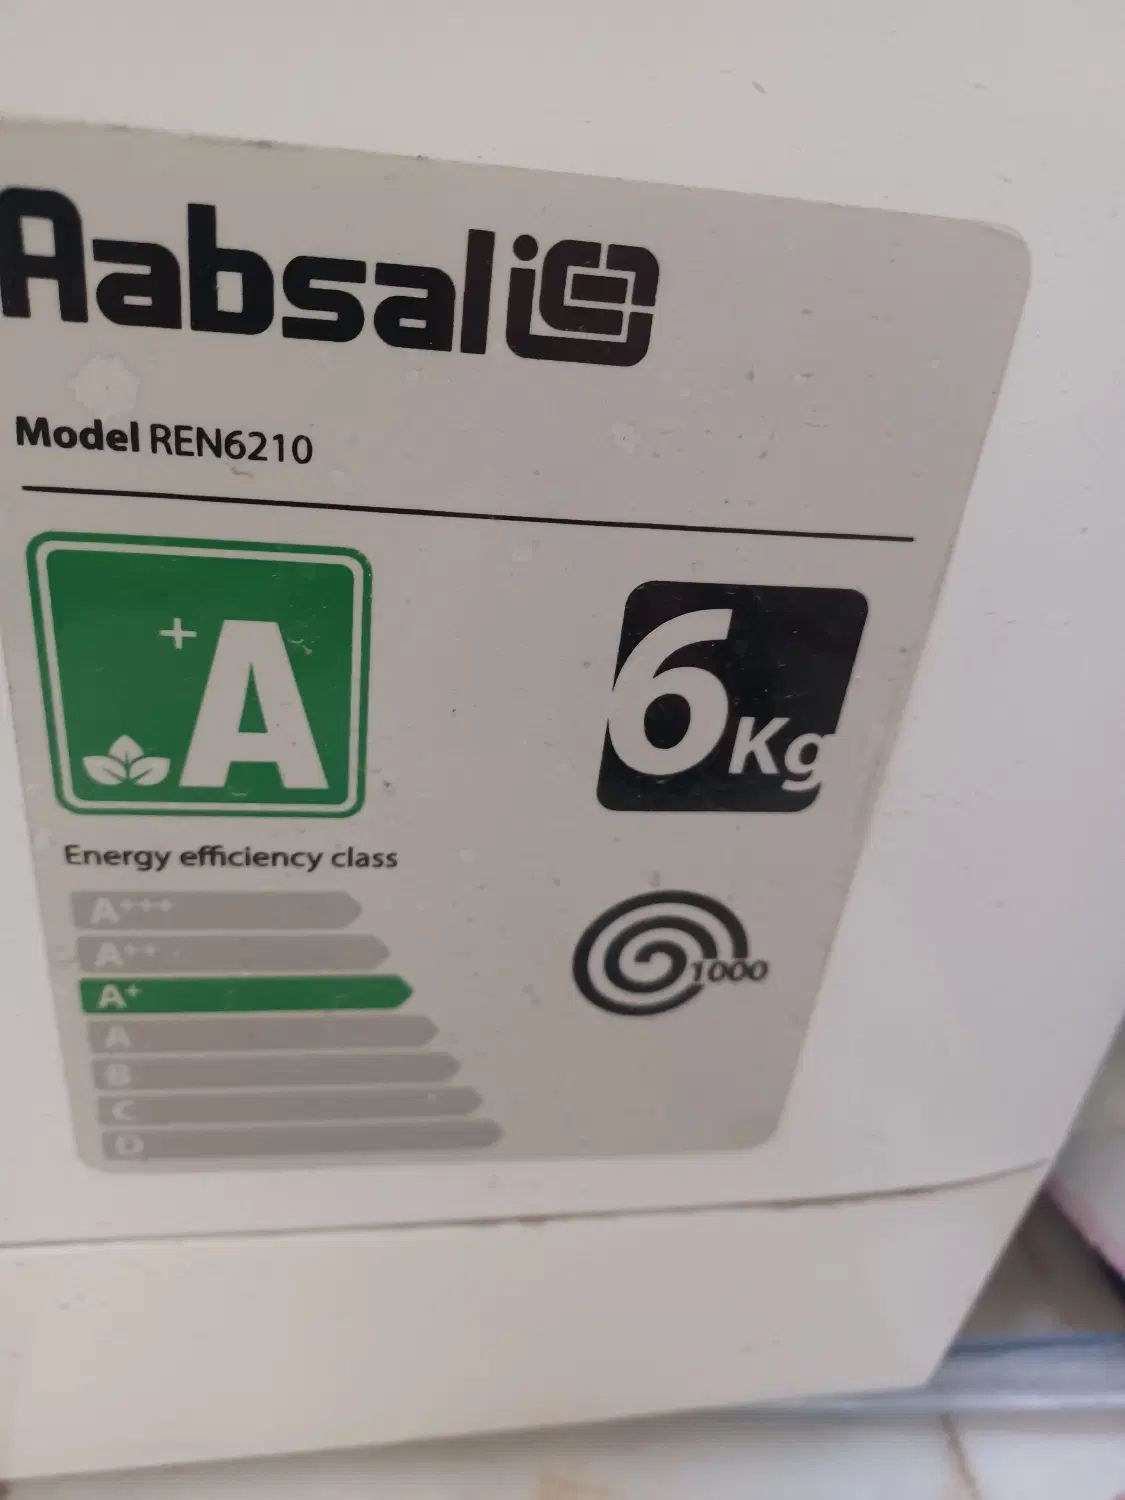 Aabsal
Model REN6210
+A
6Kg
Energy efficiency class
A+++
A++
A+
A
B
C
D
1000